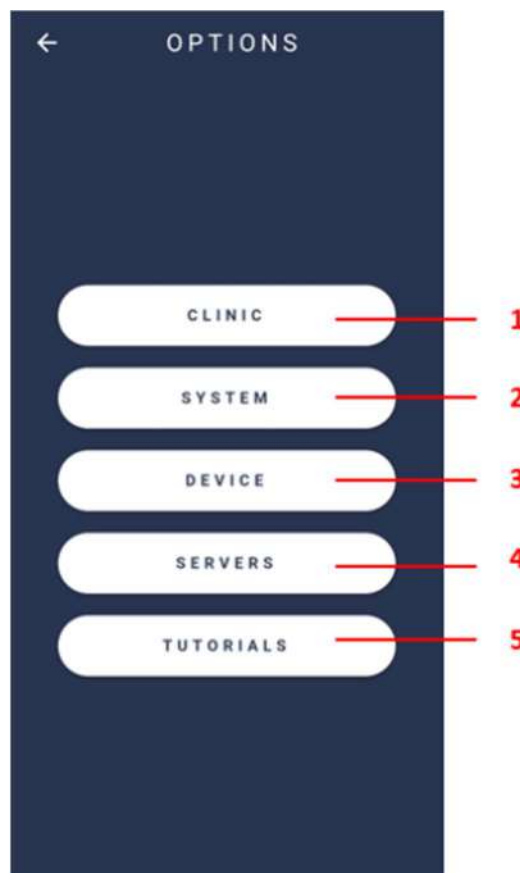 ← OPTIONS
CLINIC 1
SYSTEM 2
DEVICE 3
SERVERS 4
TUTORIALS 5